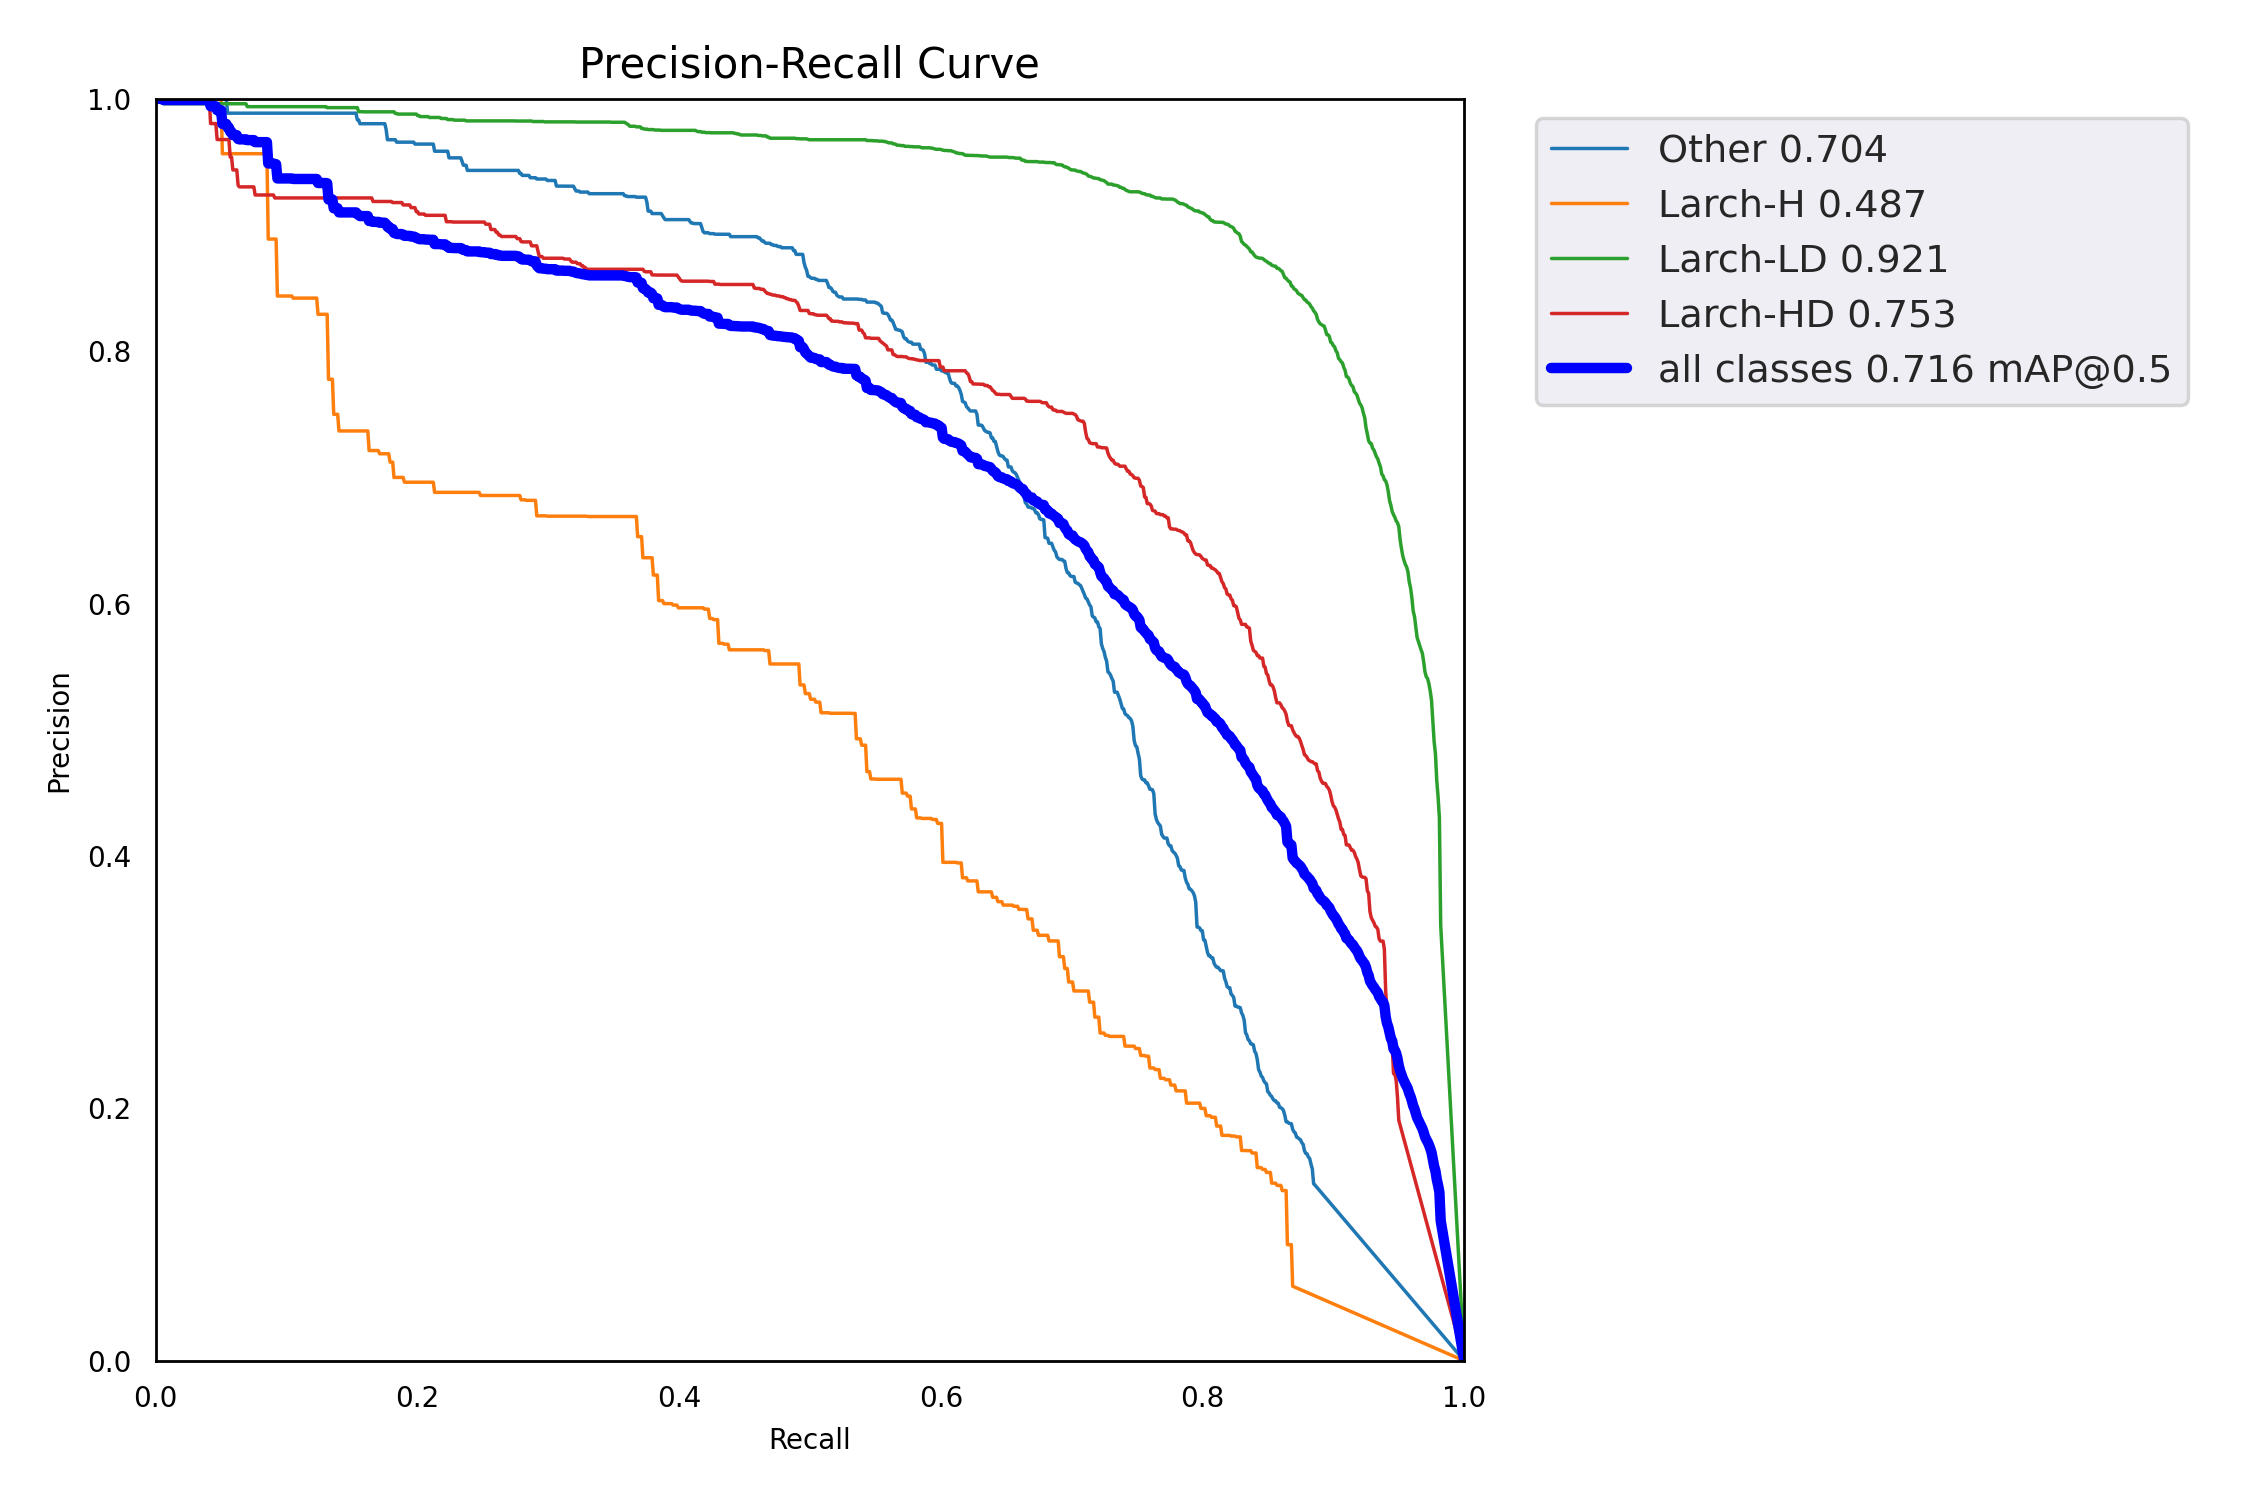 Precision-Recall Curve
1.0
0.8
0.6
0.4
0.2
0.0
Precision
0.0 0.2 0.4 0.6 0.8 1.0
Recall
Other 0.704
Larch-H 0.487
Larch-LD 0.921
Larch-HD 0.753
all classes 0.716 mAP@0.5